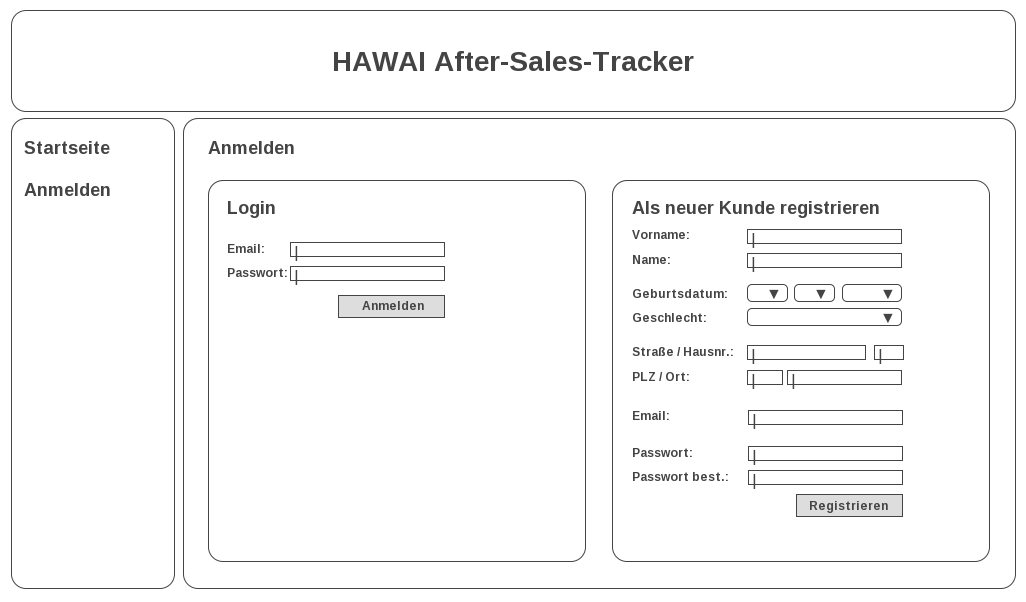 HAWAI After-Sales-Tracker
Startseite
Anmelden
Anmelden
Login
Email:
Passwort:
Anmelden
Als neuer Kunde registrieren
Vorname:
Name:
Geburtsdatum:
Geschlecht:
Straße / Hausnr.:
PLZ / Ort:
Email:
Passwort:
Passwort best.:
Registrieren